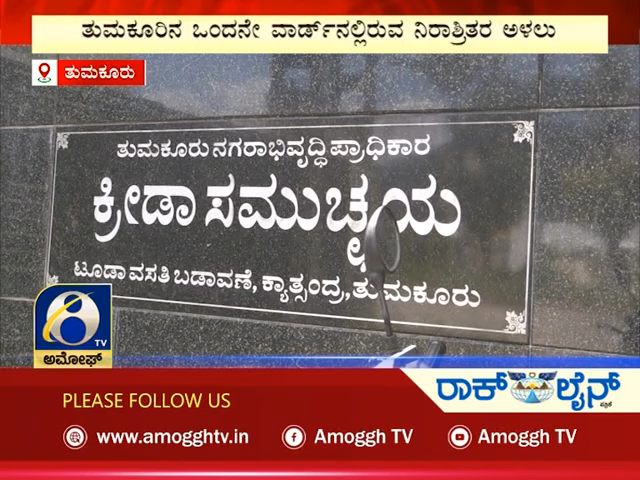 ತುಮಕೂರಿನ ಒಂದನೇ ವಾರ್ಡ್‌ನಲ್ಲಿರುವ ನಿರಾಶ್ರಿತರ ಅಳಲು
ತುಮಕೂರು
ತುಮಕೂರು ನಗರಾಭಿವೃದ್ಧಿ ಪ್ರಾಧಿಕಾರ
ಕ್ರೀಡಾ ಸಮುಚ್ಛಯ
ಟೂಡಾ ವಸತಿ ಬಡಾವಣೆ, ಕ್ಯಾತ್ಸಂದ್ರ, ತುಮಕೂರು
TV
ಅಮೋಘ್
ರಾಕ್ ಲೈನ್
PLEASE FOLLOW US
www.amogghtv.in
Amoggh TV
Amoggh TV